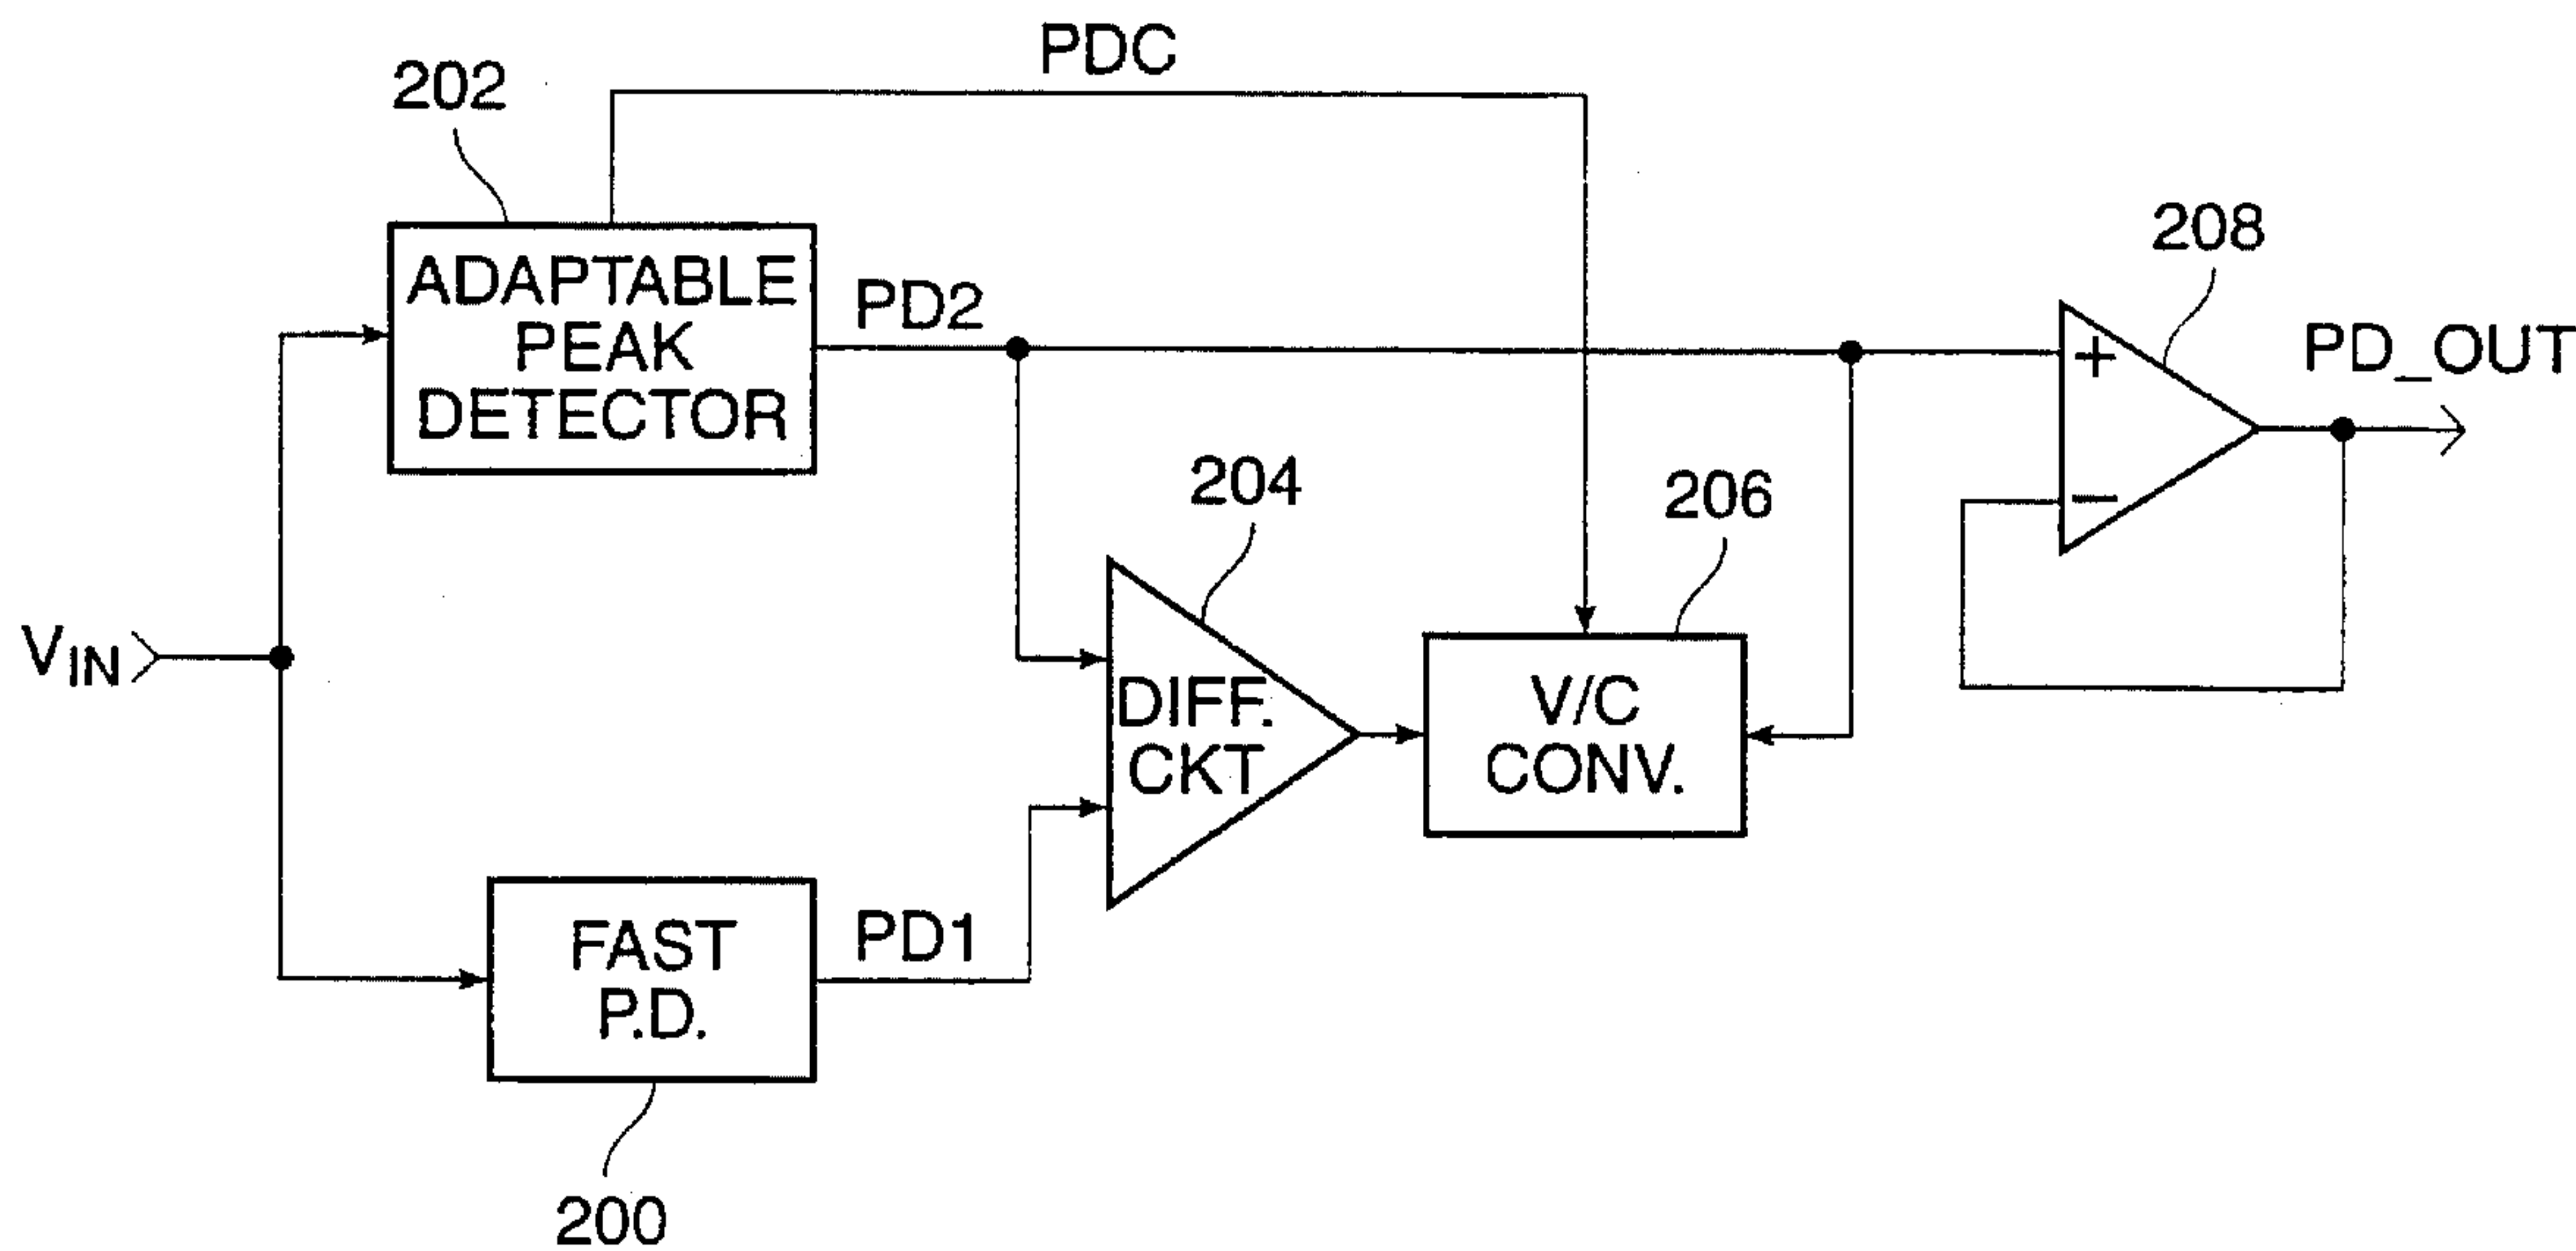 PDC
202
ADAPTABLE
PEAK
DETECTOR
PD2
208
+
−
PD_OUT
204
206
VIN
DIFF.
CKT
V/C
CONV.
FAST
P.D.
PD1
200